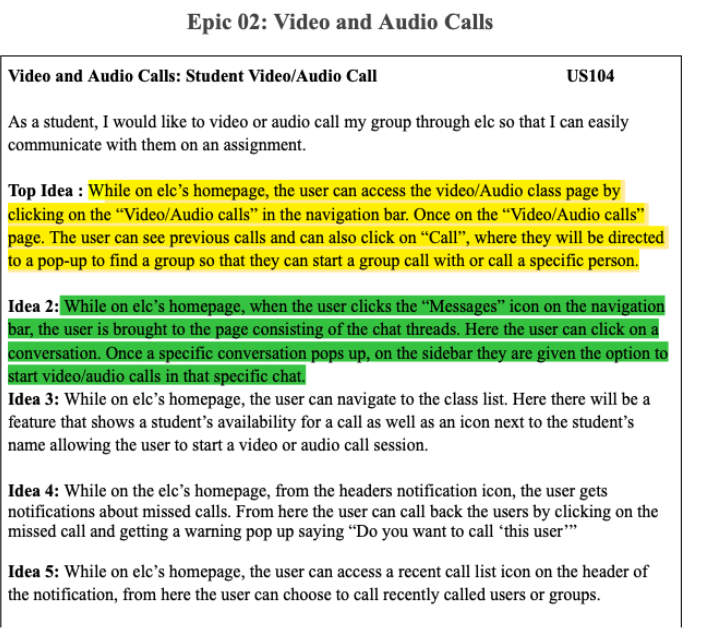 Epic 02: Video and Audio Calls
Video and Audio Calls: Student Video/Audio Call US104
As a student, I would like to video or audio call my group through elc so that I can easily
communicate with them on an assignment.
Top Idea : While on elc’s homepage, the user can access the video/Audio class page by
clicking on the “Video/Audio calls” in the navigation bar. Once on the “Video/Audio calls”
page. The user can see previous calls and can also click on “Call”, where they will be directed
to a pop-up to find a group so that they can start a group call with or call a specific person.
Idea 2: While on elc’s homepage, when the user clicks the “Messages” icon on the navigation
bar, the user is brought to the page consisting of the chat threads. Here the user can click on a
conversation. Once a specific conversation pops up, on the sidebar they are given the option to
start video/audio calls in that specific chat.
Idea 3: While on elc’s homepage, the user can navigate to the class list. Here there will be a
feature that shows a student’s availability for a call as well as an icon next to the student’s
name allowing the user to start a video or audio call session.
Idea 4: While on the elc’s homepage, from the headers notification icon, the user gets
notifications about missed calls. From here the user can call back the users by clicking on the
missed call and getting a warning pop up saying “Do you want to call ‘this user’”
Idea 5: While on elc’s homepage, the user can access a recent call list icon on the header of
the notification, from here the user can choose to call recently called users or groups.